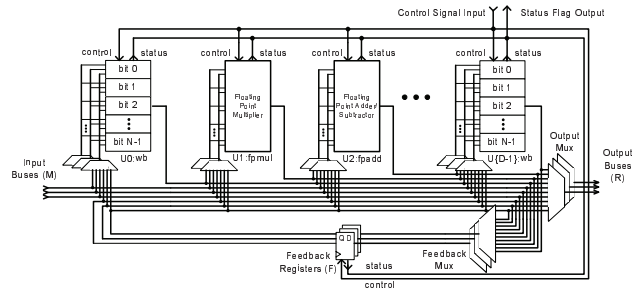 Control Signal Input
Status Flag Output
control
status
control
status
control
status
control
status
bit 0
bit 1
bit 2
bit N-1
U0:wb
Floating
Point
Multiplier
U1:fpmul
Floating
Point Adder/
Subtractor
U2:fpadd
bit 0
bit 1
bit 2
bit N-1
U{D-1}:wb
Output
Mux
Input
Buses (M)
Output
Buses
(R)
Q D
Feedback
Registers (F)
status
control
Feedback
Mux